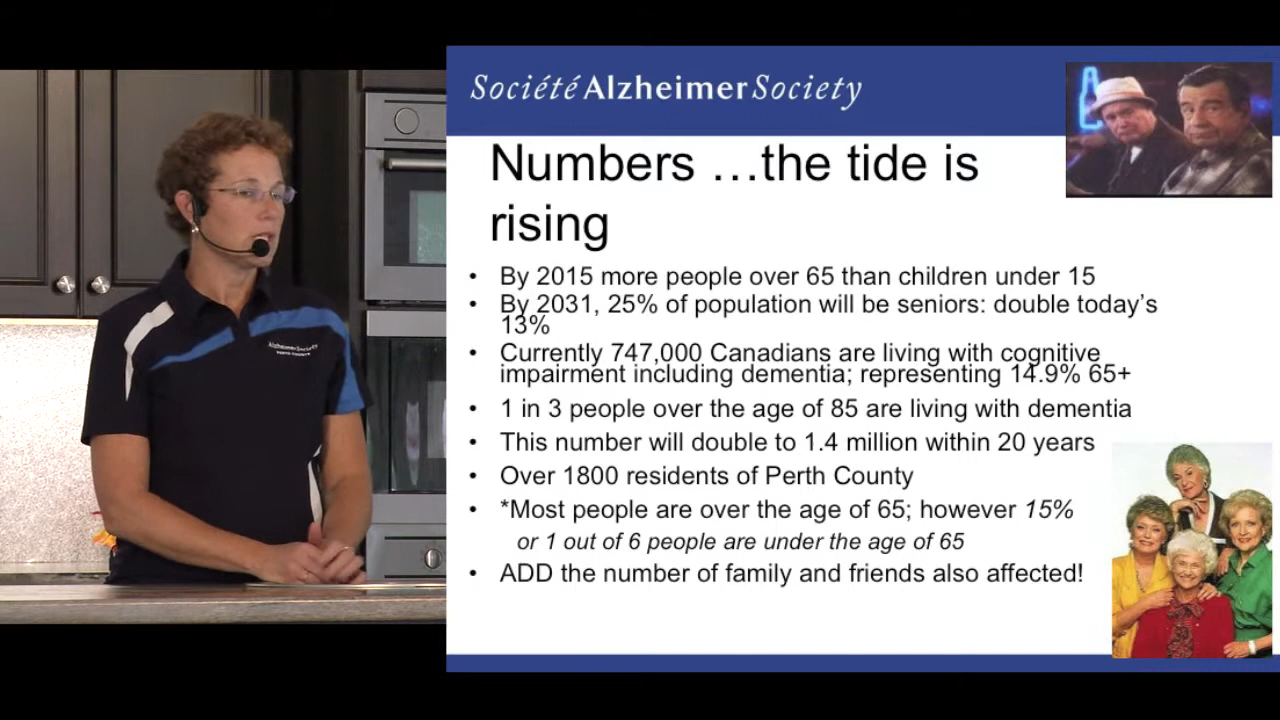 Société Alzheimer Society
Numbers …the tide is
rising
• By 2015 more people over 65 than children under 15
• By 2031, 25% of population will be seniors: double today's
13%
• Currently 747,000 Canadians are living with cognitive
impairment including dementia; representing 14.9% 65+
• 1 in 3 people over the age of 85 are living with dementia
• This number will double to 1.4 million within 20 years
• Over 1800 residents of Perth County
• *Most people are over the age of 65; however 15%
or 1 out of 6 people are under the age of 65
• ADD the number of family and friends also affected!
AlzheimerSociety
PERTH COUNTY